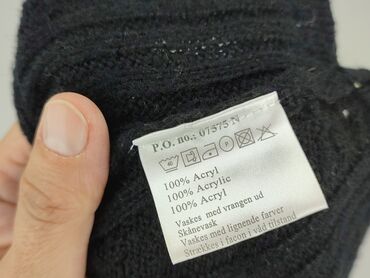 P.O. no.: 07575 N
100% Acryl
100% Acrylic
100% Acryl
Vaskes med vrangen ud
Skånevask
Vaskes med lignende farver
Strækkes i facon i våd tilstand